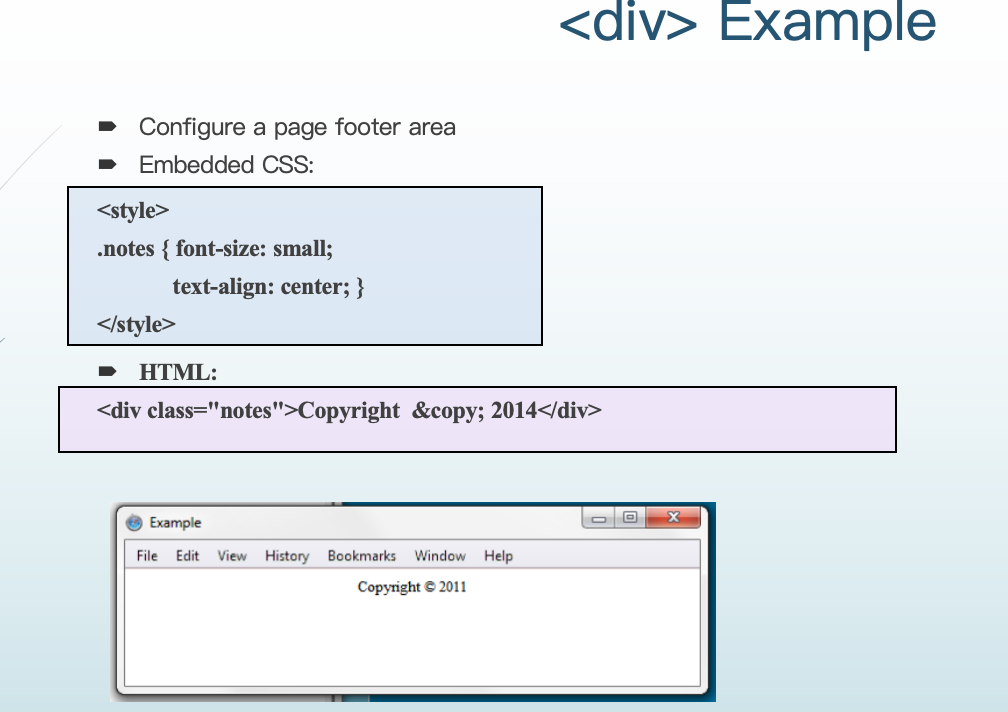 <div> Example
Configure a page footer area
Embedded CSS:
<style>
.notes { font-size: small;
text-align: center; }
</style>
HTML:
<div class="notes">Copyright  &copy; 2014</div>
Example
File Edit View History Bookmarks Window Help
Copyright © 2011